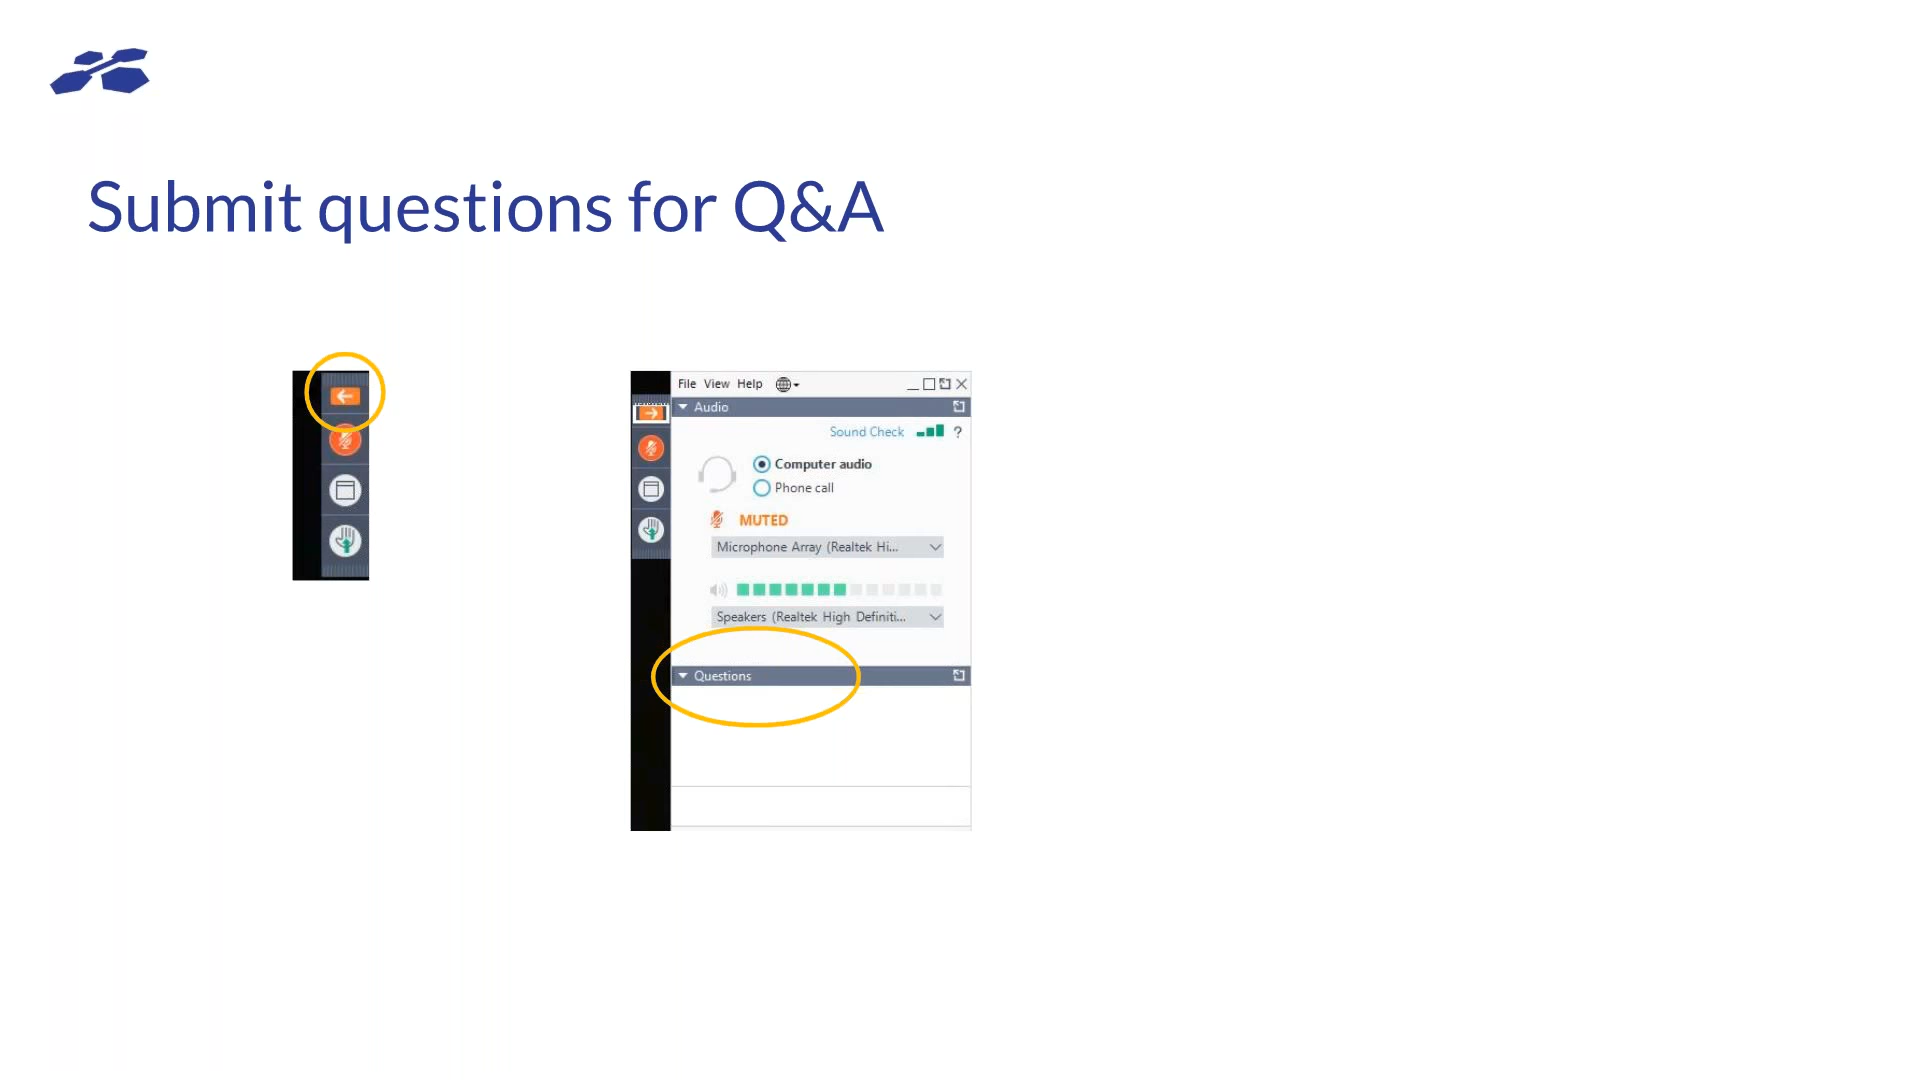 Submit questions for Q&A
File View Help
Audio
Sound Check ?
Computer audio
Phone call
MUTED
Microphone Array (Realtek Hi...
Speakers (Realtek High Definiti...
Questions